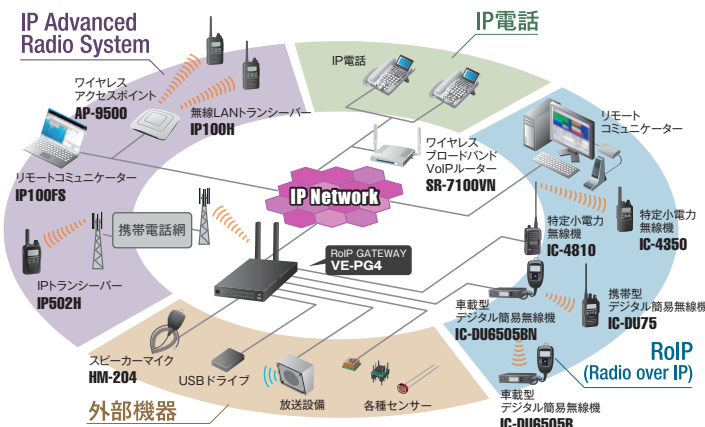 IP Advanced
Radio System
IP電話
ワイヤレス
アクセスポイント
AP-9500
無線LANトランシーバー
IP100H
IP電話
リモート
コミュニケーター
ワイヤレス
ブロードバンド
VoIPルーター
SR-7100VN
リモートコミュニケーター
IP100FS
IP Network
特定小電力
無線機
IC-4810
特定小電力
無線機
IC-4350
携帯電話網
RoIP GATEWAY
VE-PG4
IPトランシーバー
IP502H
車載型
デジタル簡易無線機
IC-DU6505BN
携帯型
デジタル簡易無線機
IC-DU75
スピーカーマイク
HM-204
USBドライブ
放送設備
各種センサー
RoIP
(Radio over IP)
外部機器
車載型
デジタル簡易無線機
IC-DU6505B